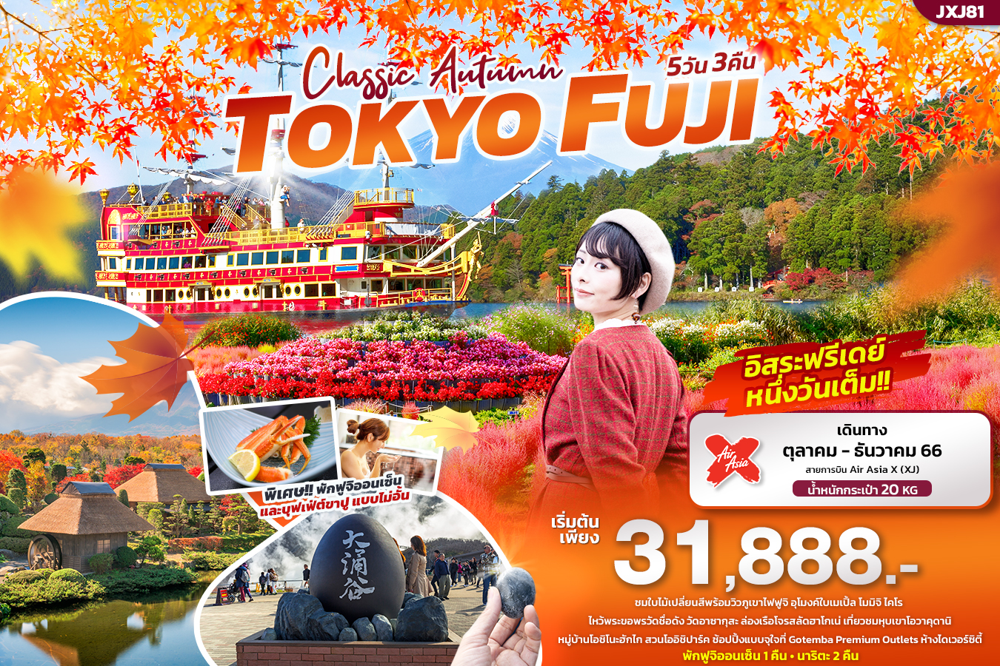 JXJ81
Classic Autumn
5วัน 3คืน
TOKYO FUJI
อิสระฟรีเดย์
หนึ่งวันเต็ม!!
เดินทาง
ตุลาคม - ธันวาคม 66
สายการบิน Air Asia X (XJ)
น้ำหนักกระเป๋า 20 KG
Air
Asia
พิเศษ!! พักฟูจิออนเซ็น
และบุฟเฟ่ต์ขาปู แบบไม่อั้น
大
涌
谷
เริ่มต้น
เพียง
31,888.-
ชมใบไม้เปลี่ยนสีพร้อมวิวภูเขาไฟฟูจิ อุโมงค์ใบเมเปิ้ล โมมิจิ ไคโร
ไหว้พระขอพรวัดชื่อดัง วัดอาซากุสะ ล่องเรือโจรสลัดฮาโกเน่ เที่ยวชมหุบเขาโอวาคุดานิ
หมู่บ้านโอชิโนะฮักไก สวนโออิชิปาร์ค ช้อปปิ้งแบบจุใจที่ Gotemba Premium Outlets ห้างไดเวอร์ซิตี้
พักฟูจิออนเซ็น 1 คืน • นาริตะ 2 คืน